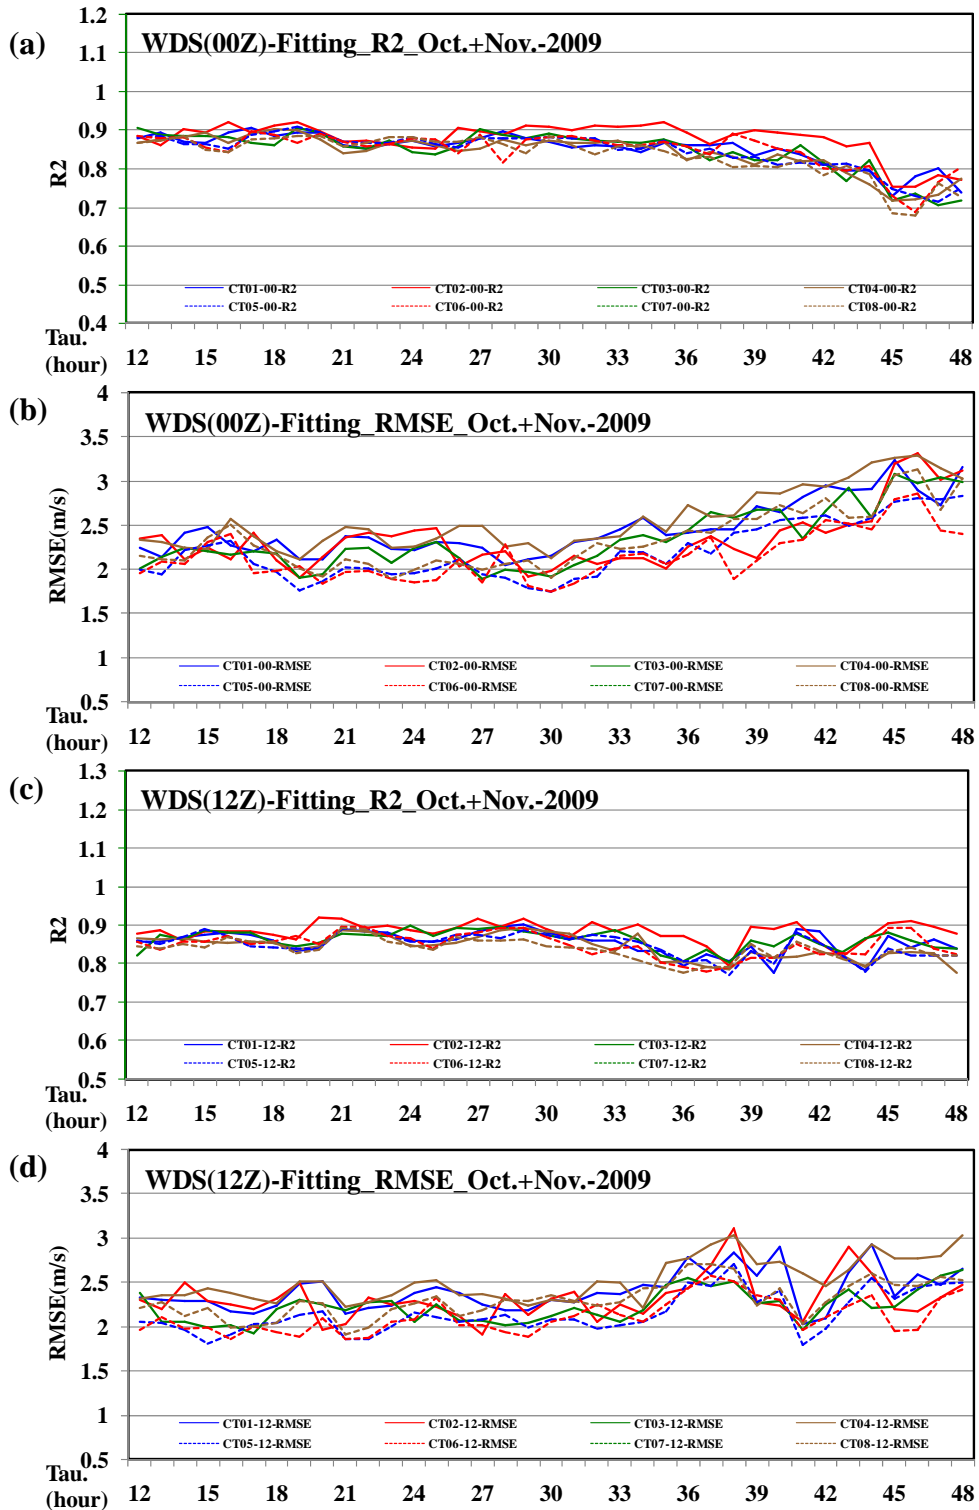 (a)
WDS(00Z)-Fitting_R2_Oct.+Nov.-2009
R2
1.2
1.1
1
0.9
0.8
0.7
0.6
0.5
0.4
CT01-00-R2 CT02-00-R2 CT03-00-R2 CT04-00-R2
CT05-00-R2 CT06-00-R2 CT07-00-R2 CT08-00-R2
Tau.
(hour) 12 15 18 21 24 27 30 33 36 39 42 45 48
(b)
WDS(00Z)-Fitting_RMSE_Oct.+Nov.-2009
RMSE(m/s)
4
3.5
3
2.5
2
1.5
1
0.5
CT01-00-RMSE CT02-00-RMSE CT03-00-RMSE CT04-00-RMSE
CT05-00-RMSE CT06-00-RMSE CT07-00-RMSE CT08-00-RMSE
Tau.
(hour) 12 15 18 21 24 27 30 33 36 39 42 45 48
(c)
WDS(12Z)-Fitting_R2_Oct.+Nov.-2009
R2
1.3
1.2
1.1
1
0.9
0.8
0.7
0.6
0.5
CT01-12-R2 CT02-12-R2 CT03-12-R2 CT04-12-R2
CT05-12-R2 CT06-12-R2 CT07-12-R2 CT08-12-R2
Tau.
(hour) 12 15 18 21 24 27 30 33 36 39 42 45 48
(d)
WDS(12Z)-Fitting_RMSE_Oct.+Nov.-2009
RMSE(m/s)
4
3.5
3
2.5
2
1.5
1
0.5
CT01-12-RMSE CT02-12-RMSE CT03-12-RMSE CT04-12-RMSE
CT05-12-RMSE CT06-12-RMSE CT07-12-RMSE CT08-12-RMSE
Tau.
(hour) 12 15 18 21 24 27 30 33 36 39 42 45 48